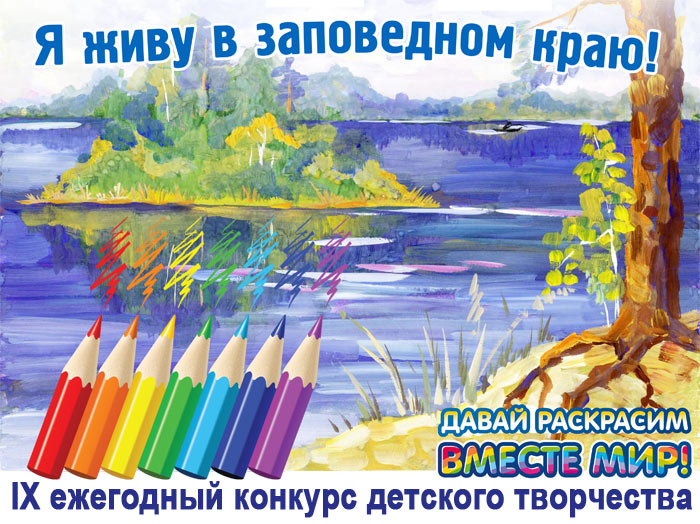 Я живу в заповедном краю!
ДАВАЙ РАСКРАСИМ
ВМЕСТЕ МИР!
IX ежегодный конкурс детского творчества